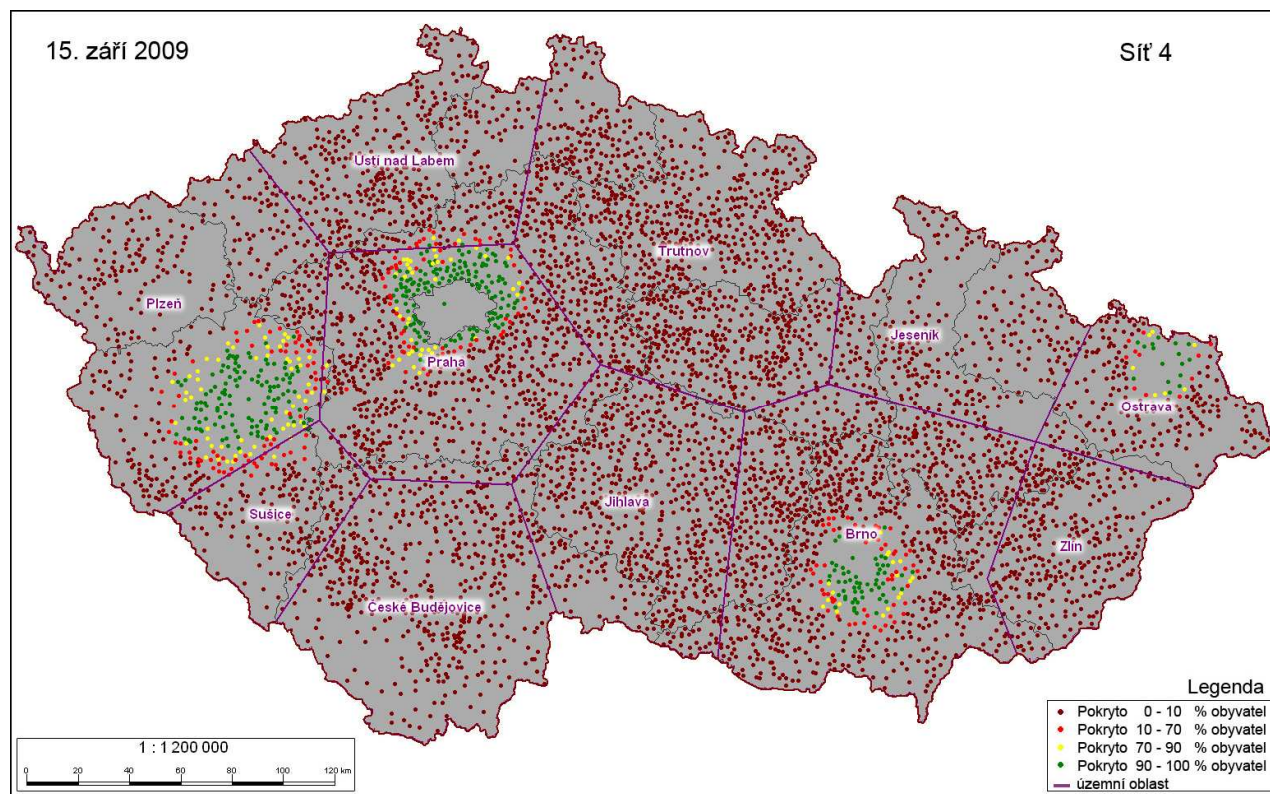 15. září 2009
Síť 4
Ústí nad Labem
Trutnov
Plzeň
Jeseník
Praha
Ostrava
Jihlava
Sušice
Brno
Zlín
České Budějovice
Legenda
Pokryto 0 - 10 % obyvatel
Pokryto 10 - 70 % obyvatel
Pokryto 70 - 90 % obyvatel
Pokryto 90 - 100 % obyvatel
územní oblast
1 : 1 200 000
0 20 40 60 80 100 120 km